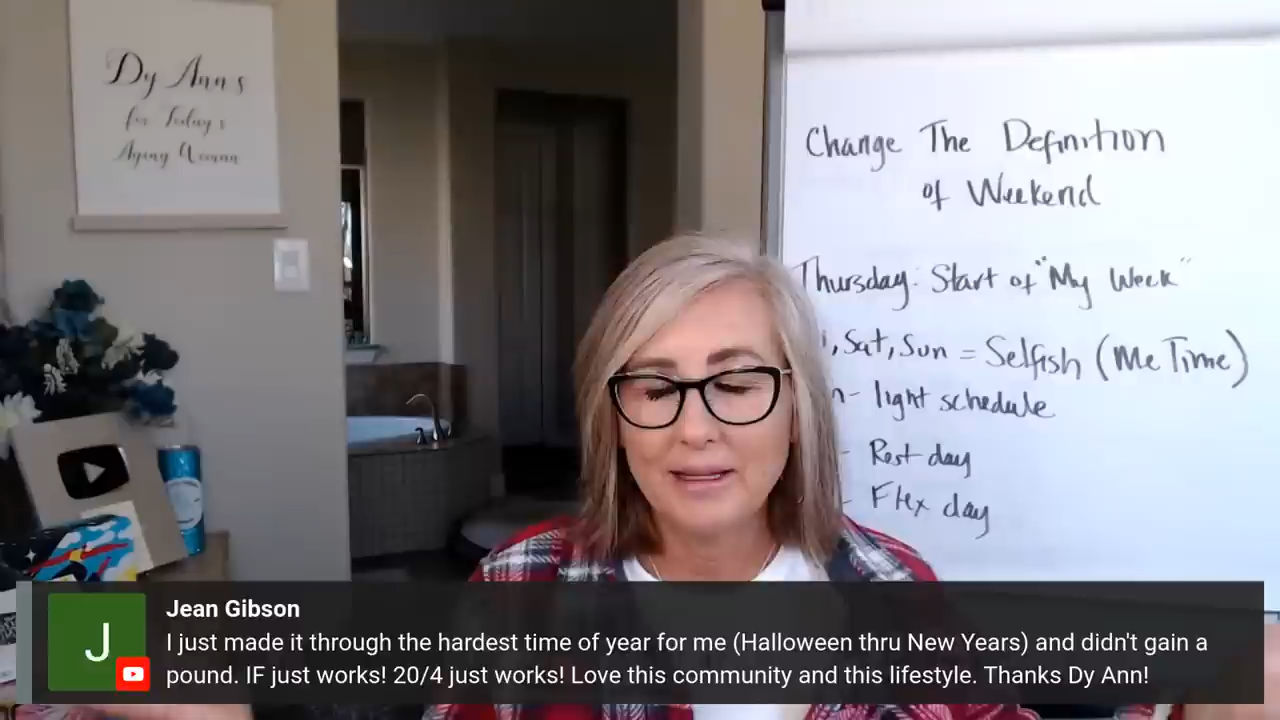 Dy Ann's
for Today's
Aging Woman
Change The Definition
of Weekend
Thursday: Start of "My Week"
i, Sat, Sun = Selfish (Me Time)
n - light schedule
- Rest day
- Flex day
J
Jean Gibson
I just made it through the hardest time of year for me (Halloween thru New Years) and didn't gain a
pound. IF just works! 20/4 just works! Love this community and this lifestyle. Thanks Dy Ann!